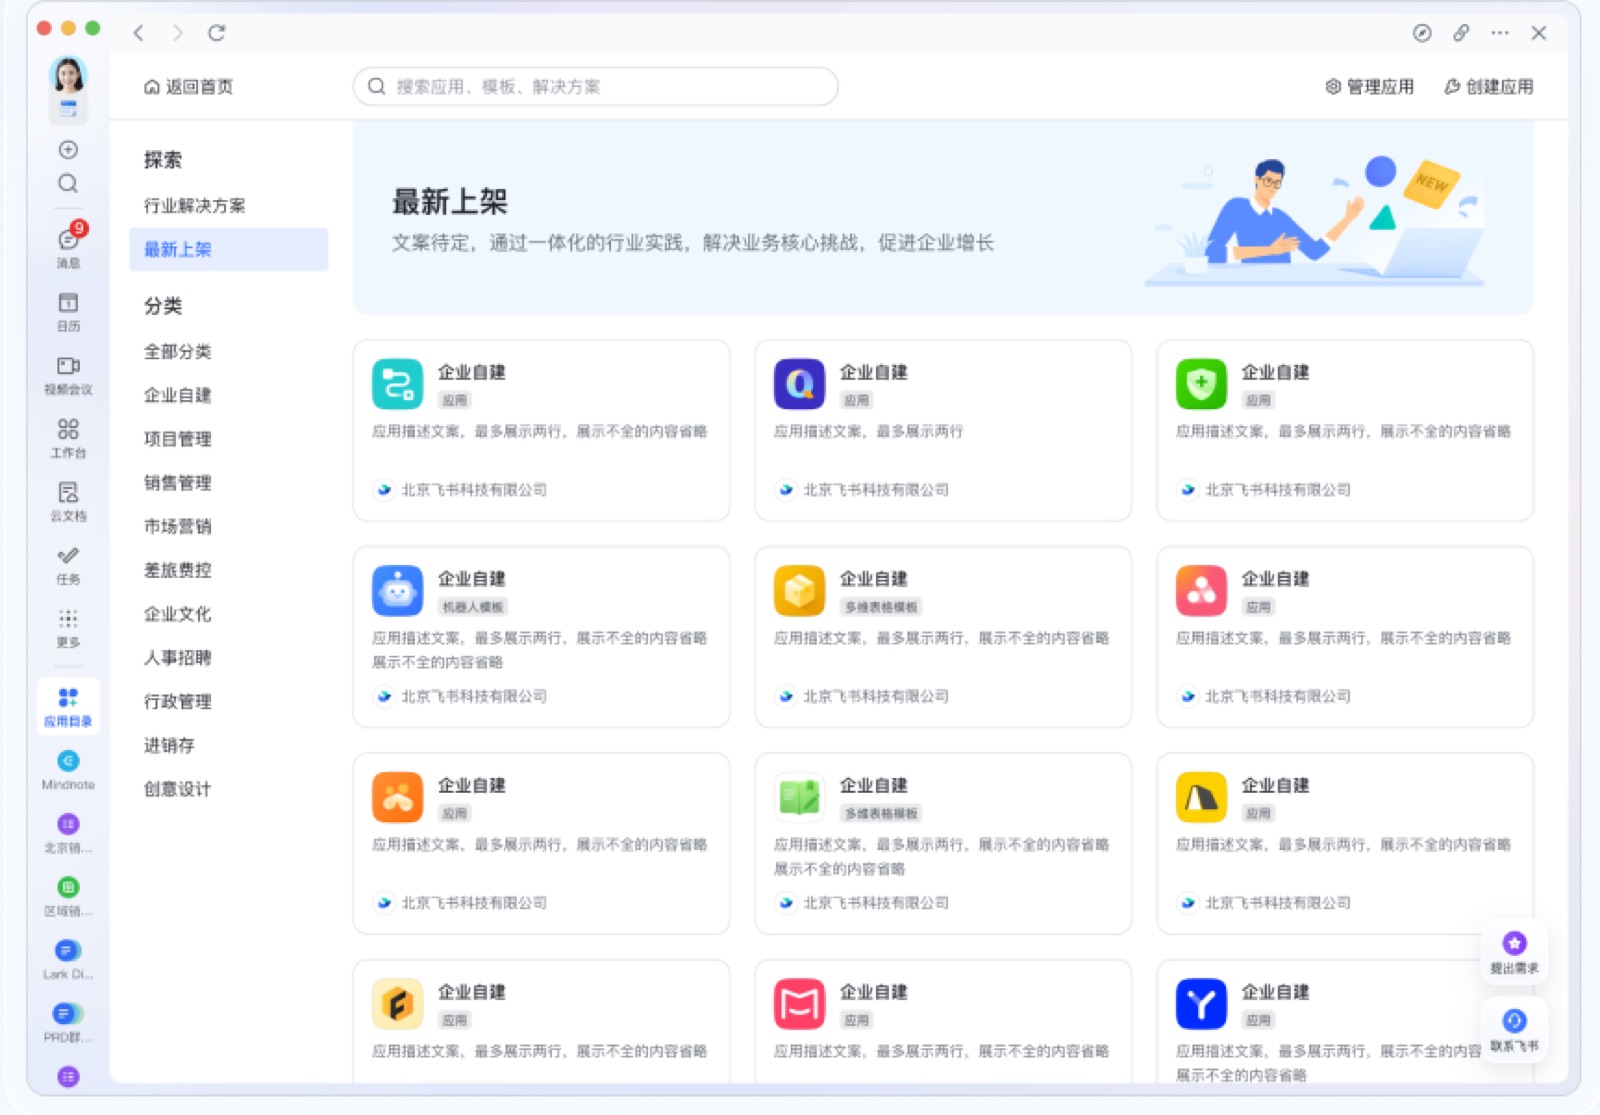 返回首页
搜索应用、模板、解决方案
管理应用
创建应用
9
消息
1
日历
视频会议
工作台
云文档
任务
更多
应用目录
Mindnote
北京销...
区域销...
Lark Di...
PRD群...
探索
行业解决方案
最新上架
分类
全部分类
企业自建
项目管理
销售管理
市场营销
差旅费控
企业文化
人事招聘
行政管理
进销存
创意设计
最新上架
文案待定，通过一体化的行业实践，解决业务核心挑战，促进企业增长
NEW
企业自建
应用
应用描述文案，最多展示两行，展示不全的内容省略
北京飞书科技有限公司
企业自建
应用
应用描述文案，最多展示两行
北京飞书科技有限公司
企业自建
应用
应用描述文案，最多展示两行，展示不全的内容省略
北京飞书科技有限公司
企业自建
机器人模板
应用描述文案，最多展示两行，展示不全的内容省略
展示不全的内容省略
北京飞书科技有限公司
企业自建
多维表格模板
应用描述文案，最多展示两行，展示不全的内容省略
北京飞书科技有限公司
企业自建
应用
应用描述文案，最多展示两行，展示不全的内容省略
北京飞书科技有限公司
企业自建
应用
应用描述文案，最多展示两行，展示不全的内容省略
北京飞书科技有限公司
企业自建
多维表格模板
应用描述文案，最多展示两行，展示不全的内容省略
展示不全的内容省略
北京飞书科技有限公司
企业自建
应用
应用描述文案，最多展示两行，展示不全的内容省略
北京飞书科技有限公司
企业自建
应用
应用描述文案，最多展示两行，展示不全的内容省略
企业自建
应用
应用描述文案，最多展示两行，展示不全的内容省略
企业自建
应用
应用描述文案，最多展示两行，展示不全的内容
展示不全的内容省略
提出需求
联系飞书